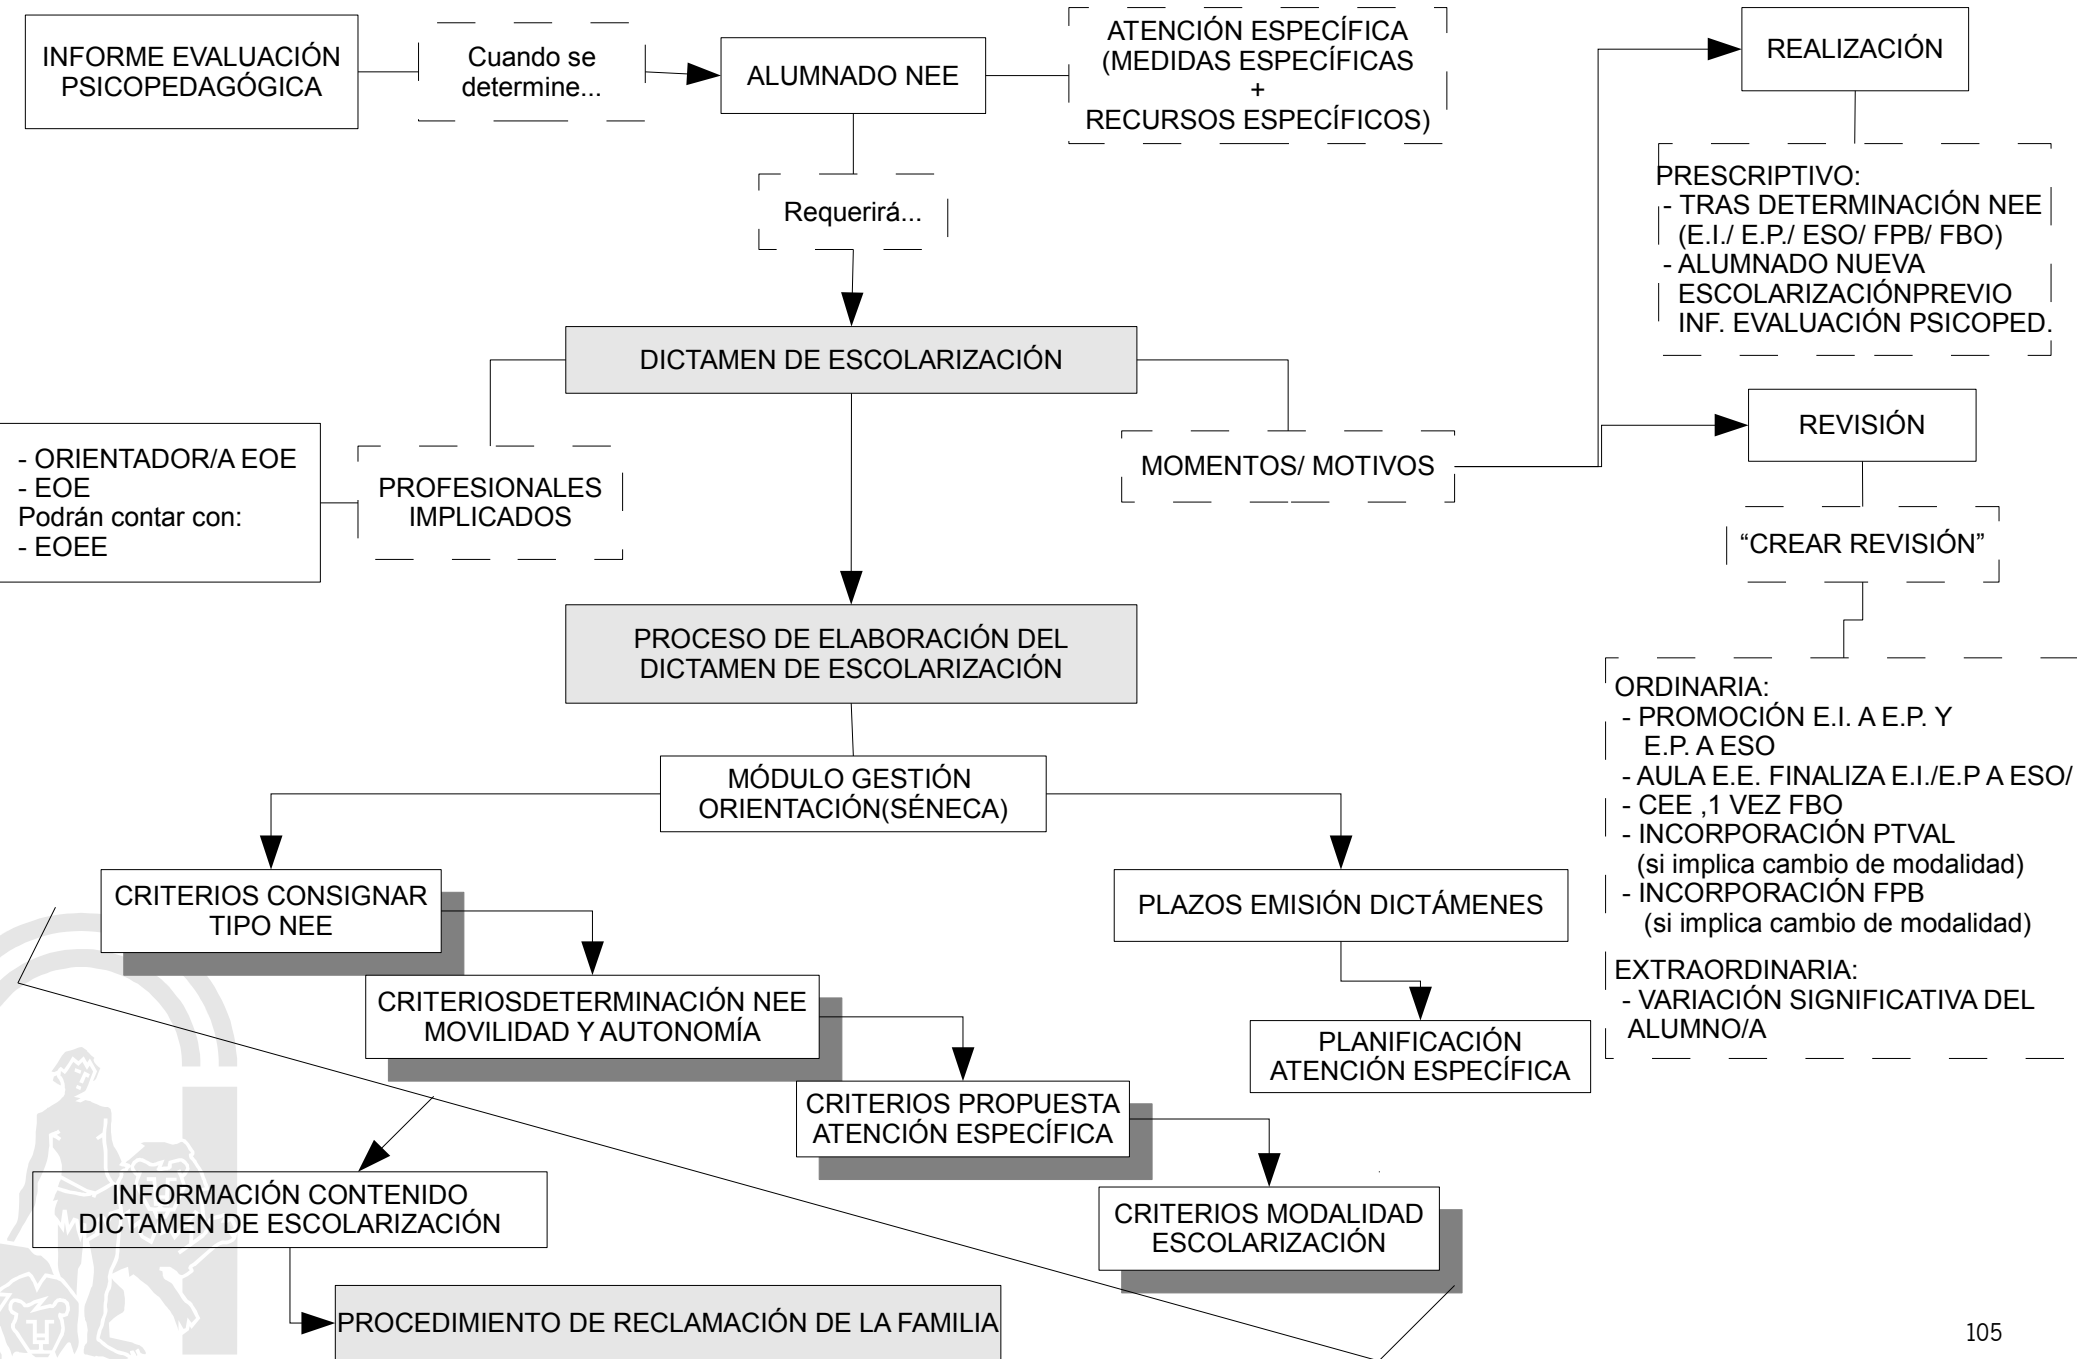 INFORME EVALUACIÓN
PSICOPEDAGÓGICA
Cuando se
determine...
ALUMNADO NEE
ATENCIÓN ESPECÍFICA
(MEDIDAS ESPECÍFICAS
+
RECURSOS ESPECÍFICOS)
REALIZACIÓN
PRESCRIPTIVO:
- TRAS DETERMINACIÓN NEE
(E.I./ E.P./ ESO/ FPB/ FBO)
- ALUMNADO NUEVA
ESCOLARIZACIÓNPREVIO
INF. EVALUACIÓN PSICOPED.
Requerirá...
DICTAMEN DE ESCOLARIZACIÓN
- ORIENTADOR/A EOE
- EOE
Podrán contar con:
- EOEE
PROFESIONALES
IMPLICADOS
MOMENTOS/ MOTIVOS
REVISIÓN
“CREAR REVISIÓN”
PROCESO DE ELABORACIÓN DEL
DICTAMEN DE ESCOLARIZACIÓN
ORDINARIA:
- PROMOCIÓN E.I. A E.P. Y
E.P. A ESO
- AULA E.E. FINALIZA E.I./E.P A ESO/
- CEE ,1 VEZ FBO
- INCORPORACIÓN PTVAL
(si implica cambio de modalidad)
- INCORPORACIÓN FPB
(si implica cambio de modalidad)
EXTRAORDINARIA:
- VARIACIÓN SIGNIFICATIVA DEL
ALUMNO/A
MÓDULO GESTIÓN
ORIENTACIÓN(SÉNECA)
CRITERIOS CONSIGNAR
TIPO NEE
PLAZOS EMISIÓN DICTÁMENES
CRITERIOSDETERMINACIÓN NEE
MOVILIDAD Y AUTONOMÍA
PLANIFICACIÓN
ATENCIÓN ESPECÍFICA
CRITERIOS PROPUESTA
ATENCIÓN ESPECÍFICA
INFORMACIÓN CONTENIDO
DICTAMEN DE ESCOLARIZACIÓN
CRITERIOS MODALIDAD
ESCOLARIZACIÓN
PROCEDIMIENTO DE RECLAMACIÓN DE LA FAMILIA
105